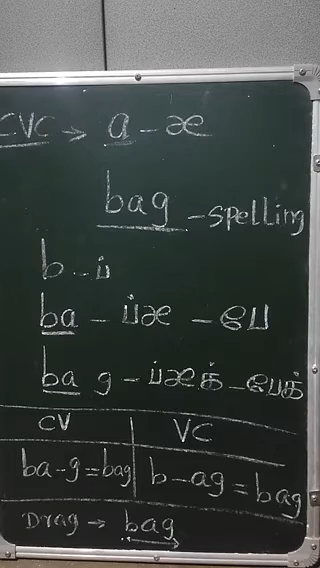 CVC → a - æ
bag - spelling
b - ப்
ba - ப்æ - பே
ba g - ப்æக் - பேக்
CV VC
ba-g = bag b-ag = bag
Drag → bag